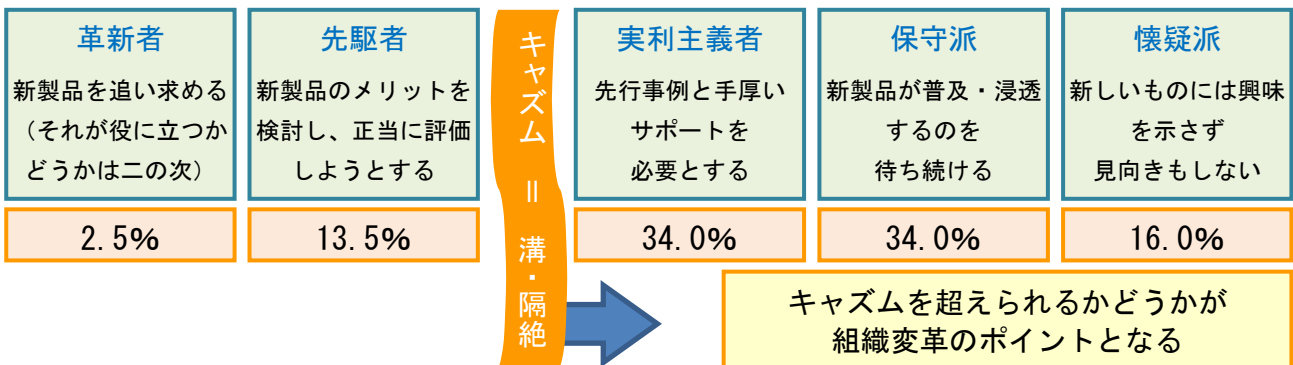 革新者
新製品を追い求める
（それが役に立つか
どうかは二の次）
2.5%
先駆者
新製品のメリットを
検討し、正当に評価
しようとする
13.5%
キャズム ＝ 溝・隔絶
実利主義者
先行事例と手厚い
サポートを
必要とする
34.0%
保守派
新製品が普及・浸透
するのを
待ち続ける
34.0%
懐疑派
新しいものには興味
を示さず
見向きもしない
16.0%
キャズムを超えられるかどうかが
組織変革のポイントとなる